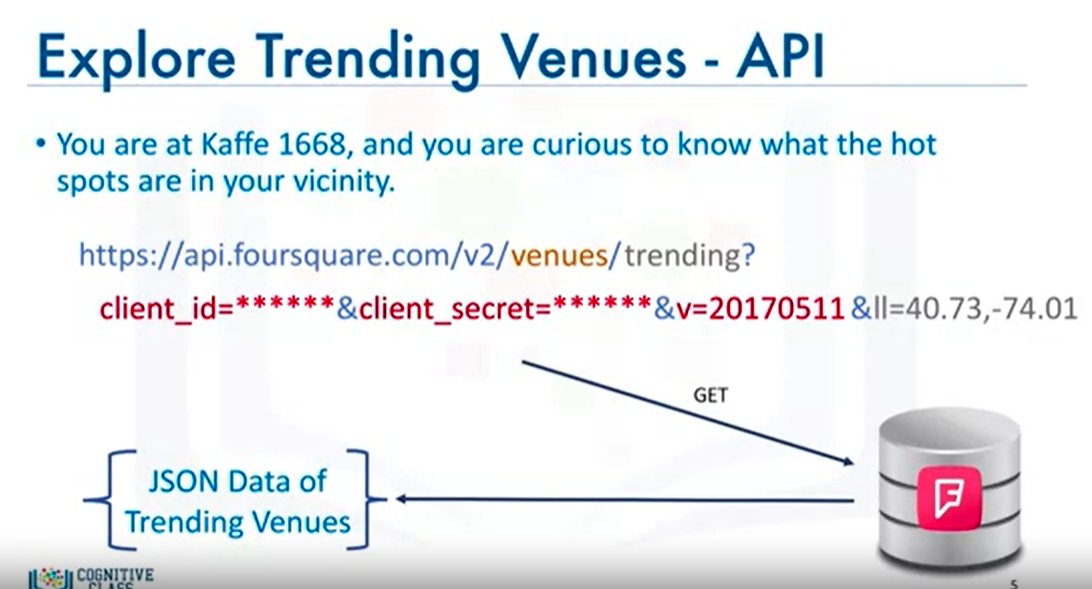 Explore Trending Venues - API
• You are at Kaffe 1668, and you are curious to know what the hot
spots are in your vicinity.
https://api.foursquare.com/v2/venues/trending?
client_id=******&client_secret=******&v=20170511 &ll=40.73,-74.01
GET
JSON Data of
Trending Venues
COGNITIVE
CLASS
5